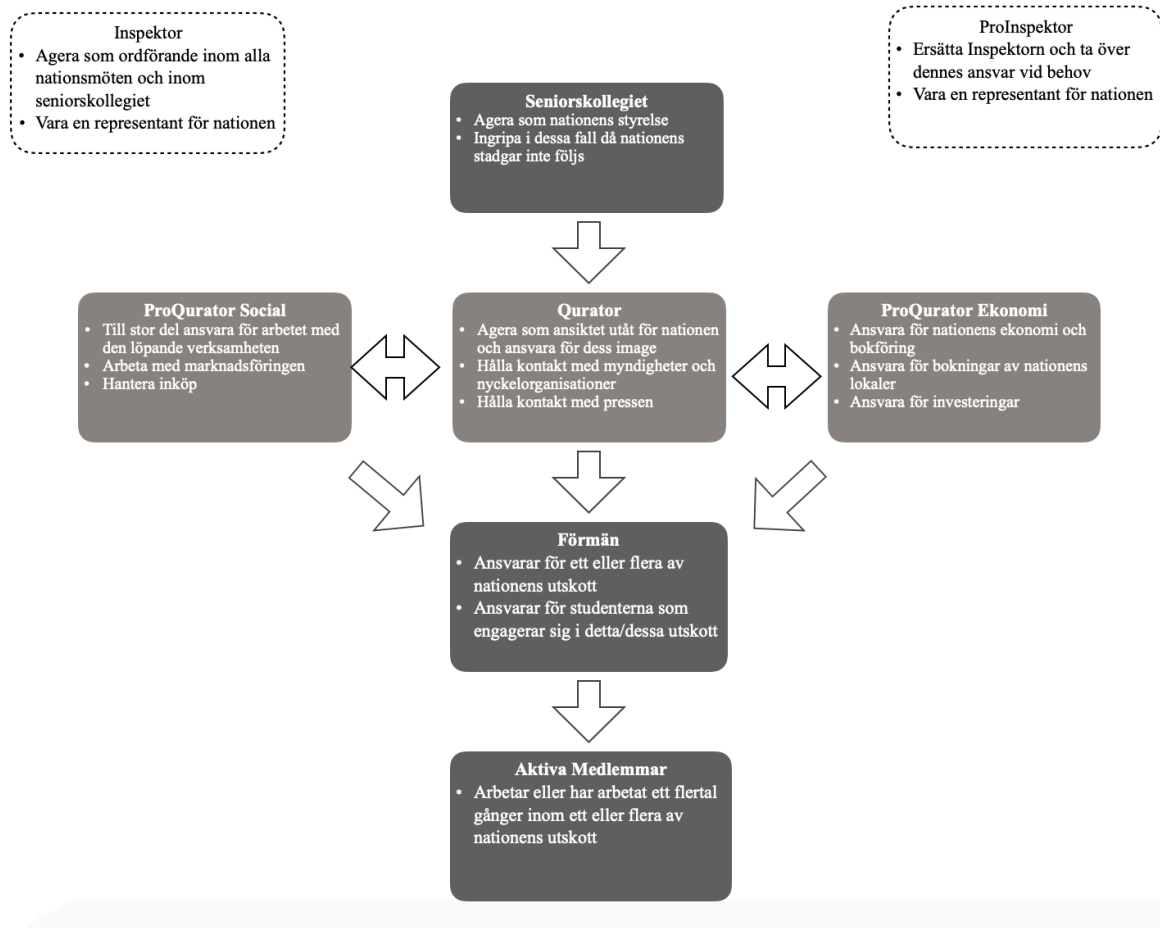 Inspektor
• Agera som ordförande inom alla
nationsmöten och inom
seniorskollegiet
• Vara en representant för nationen
ProInspektor
• Ersätta Inspektorn och ta över
dennes ansvar vid behov
• Vara en representant för nationen
Seniorskollegiet
• Agera som nationens styrelse
• Ingripa i dessa fall då nationens
stadgar inte följs
ProQurator Social
• Till stor del ansvara för arbetet med
den löpande verksamheten
• Arbeta med marknadsföringen
• Hantera inköp
Qurator
• Agera som ansiktet utåt för nationen
och ansvara för dess image
• Hålla kontakt med myndigheter och
nyckelorganisationer
• Hålla kontakt med pressen
ProQurator Ekonomi
• Ansvara för nationens ekonomi och
bokföring
• Ansvara för bokningar av nationens
lokaler
• Ansvara för investeringar
Förmän
• Ansvarar för ett eller flera av
nationens utskott
• Ansvarar för studenterna som
engagerar sig i detta/dessa utskott
Aktiva Medlemmar
• Arbetar eller har arbetat ett flertal
gånger inom ett eller flera av
nationens utskott